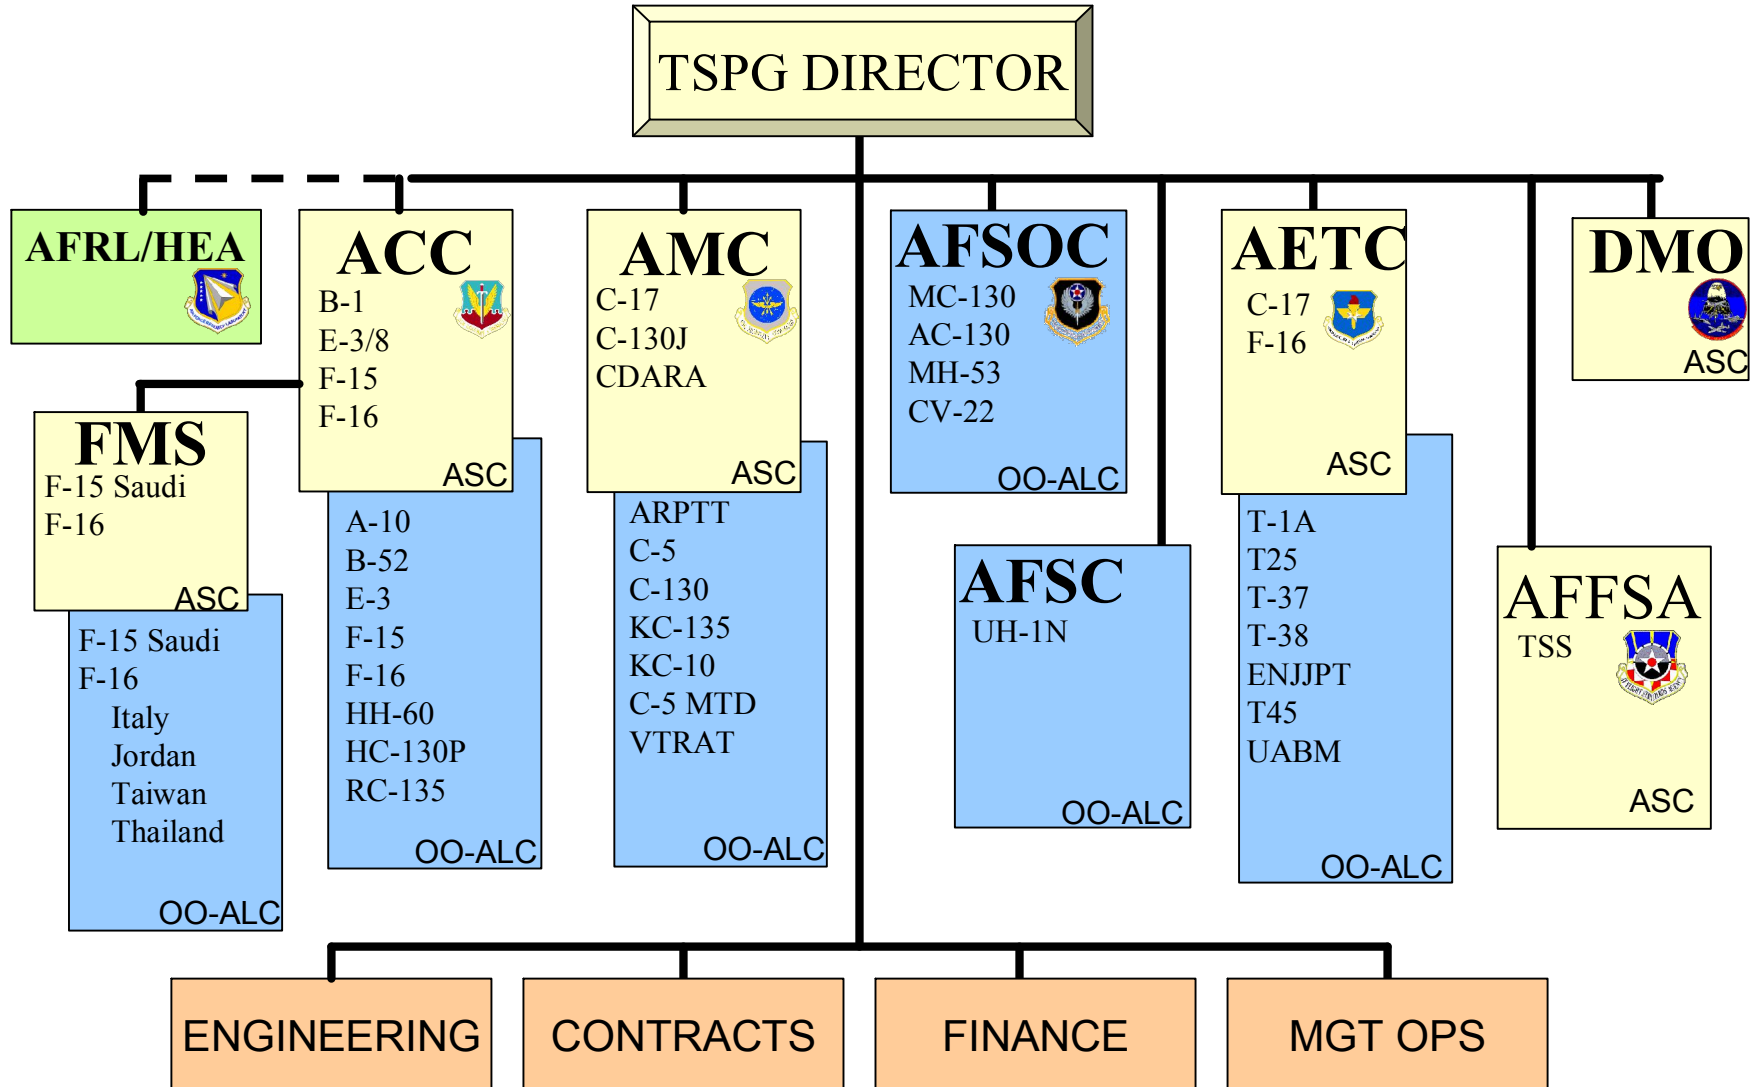 TSPG DIRECTOR
AFRL/HEA
ACC
B-1
E-3/8
F-15
F-16
ASC
A-10
B-52
E-3
F-15
F-16
HH-60
HC-130P
RC-135
OO-ALC
FMS
F-15 Saudi
F-16
ASC
F-15 Saudi
F-16
Italy
Jordan
Taiwan
Thailand
OO-ALC
AMC
C-17
C-130J
CDARA
ASC
ARPTT
C-5
C-130
KC-135
KC-10
C-5 MTD
VTRAT
OO-ALC
AFSOC
MC-130
AC-130
MH-53
CV-22
OO-ALC
AFSC
UH-1N
OO-ALC
AETC
C-17
F-16
ASC
T-1A
T25
T-37
T-38
ENJJPT
T45
UABM
OO-ALC
DMO
ASC
AFFSA
TSS
ASC
ENGINEERING
CONTRACTS
FINANCE
MGT OPS